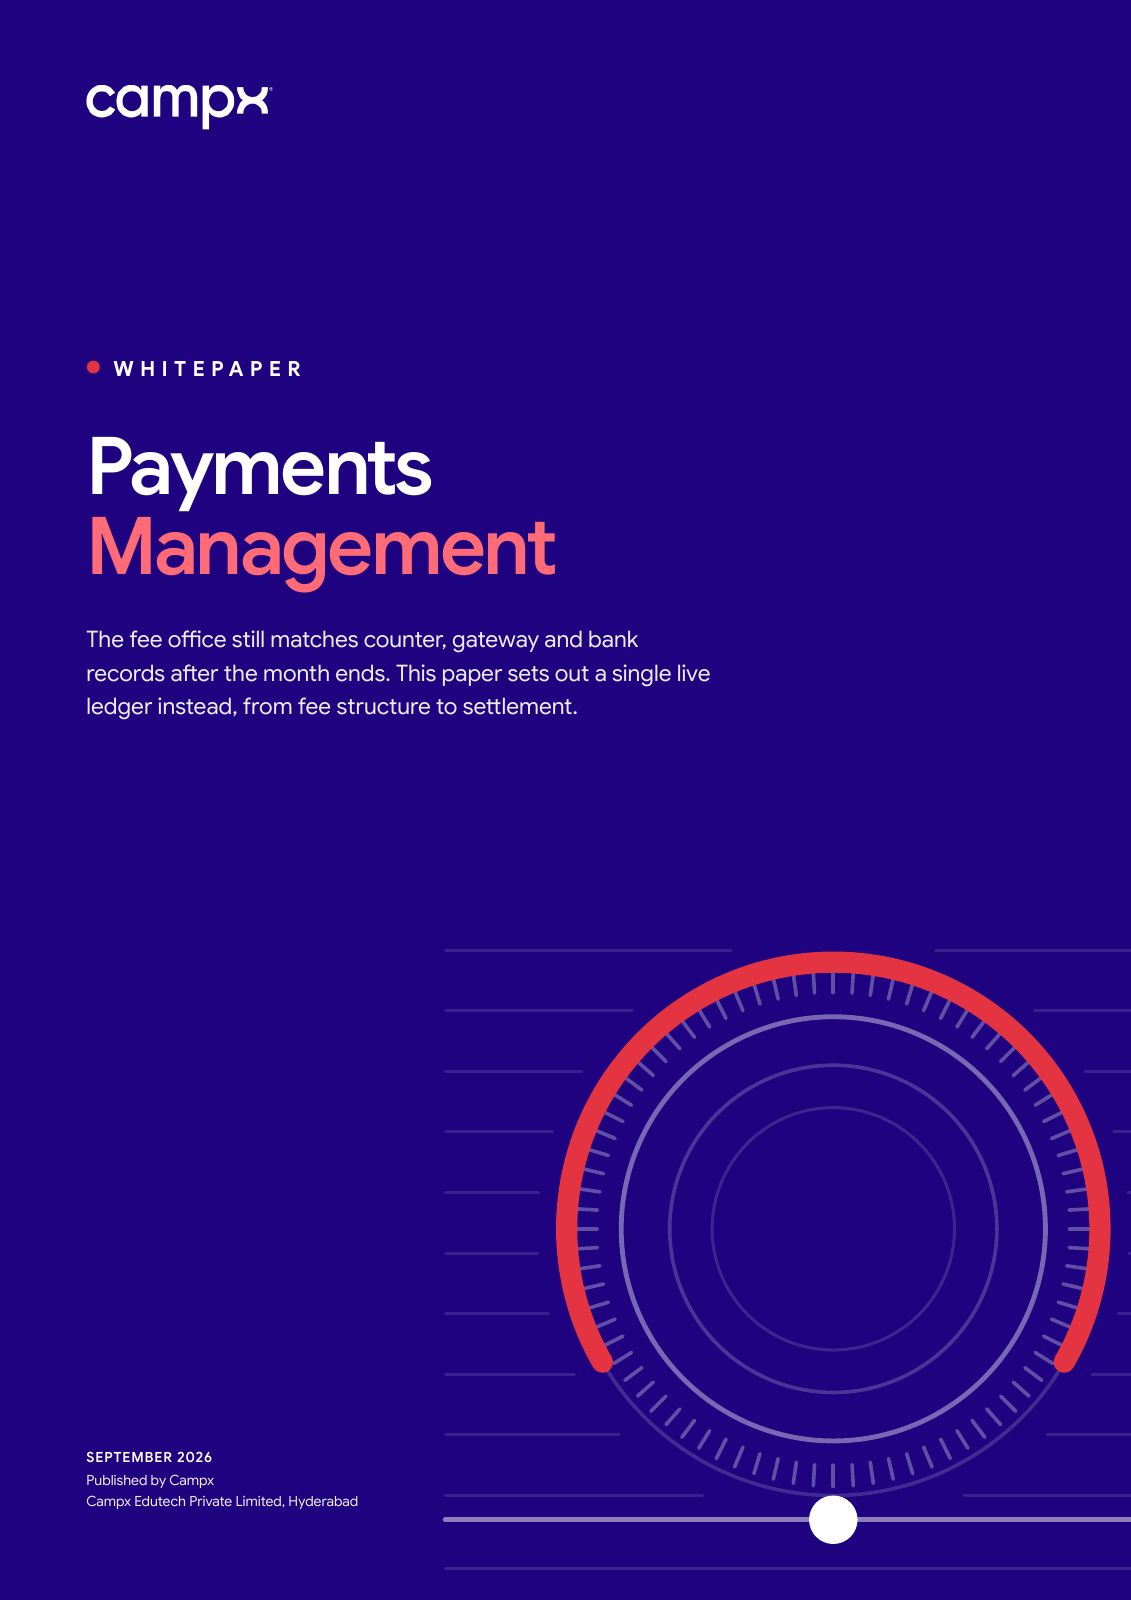 campx
WHITEPAPER
Payments
Management
The fee office still matches counter, gateway and bank
records after the month ends. This paper sets out a single live
ledger instead, from fee structure to settlement.
SEPTEMBER 2026
Published by Campx
Campx Edutech Private Limited, Hyderabad